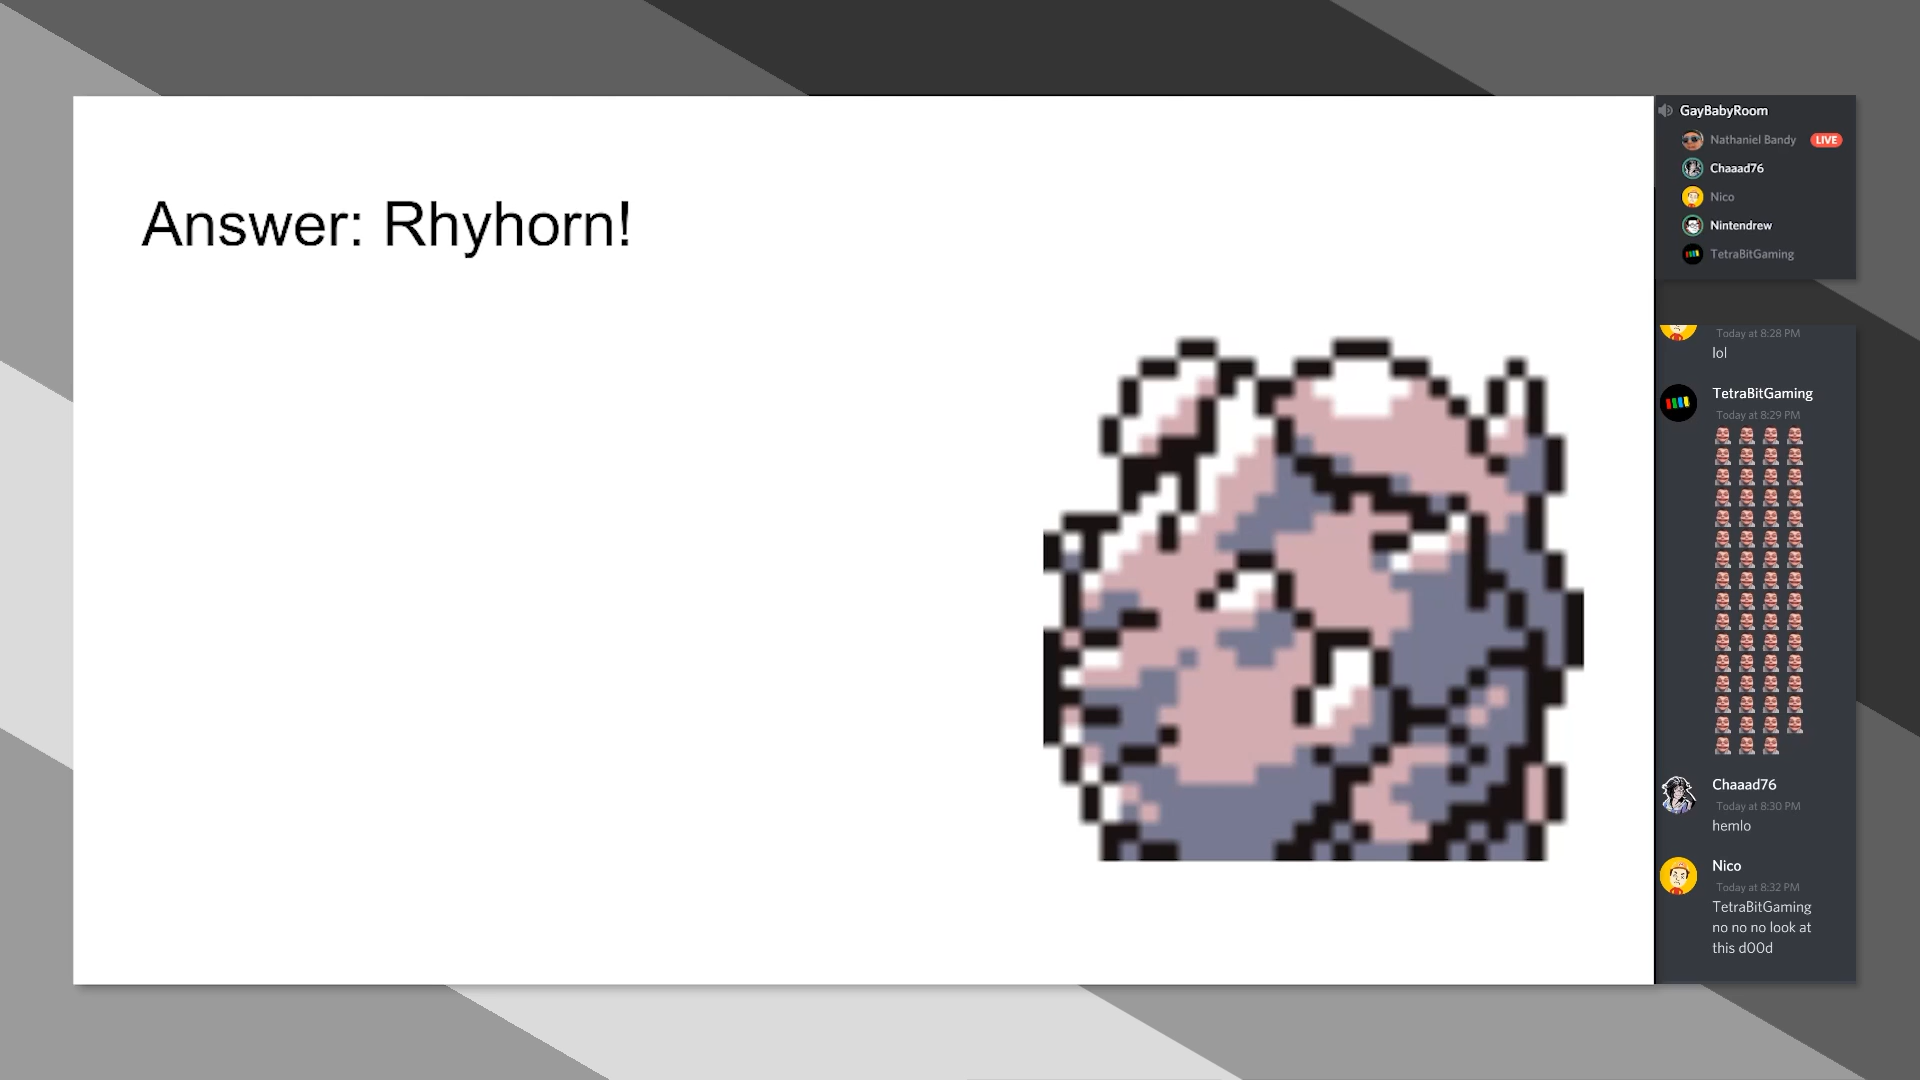 Answer: Rhyhorn!
GayBabyRoom
Nathaniel Bandy LIVE
Chaaad76
Nico
Nintendrew
TetraBitGaming
Today at 8:28 PM
lol
TetraBitGaming
Today at 8:29 PM
Chaaad76
Today at 8:30 PM
hemlo
Nico
Today at 8:32 PM
TetraBitGaming
no no no look at
this d00d